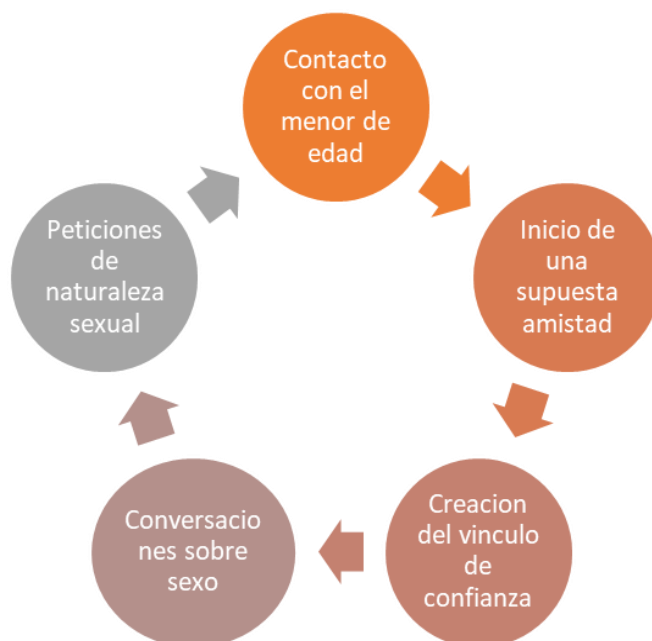 Contacto
con el
menor de
edad
Inicio de
una
supuesta
amistad
Creacion
del vinculo
de
confianza
Conversacio
nes sobre
sexo
Peticiones
de
naturaleza
sexual